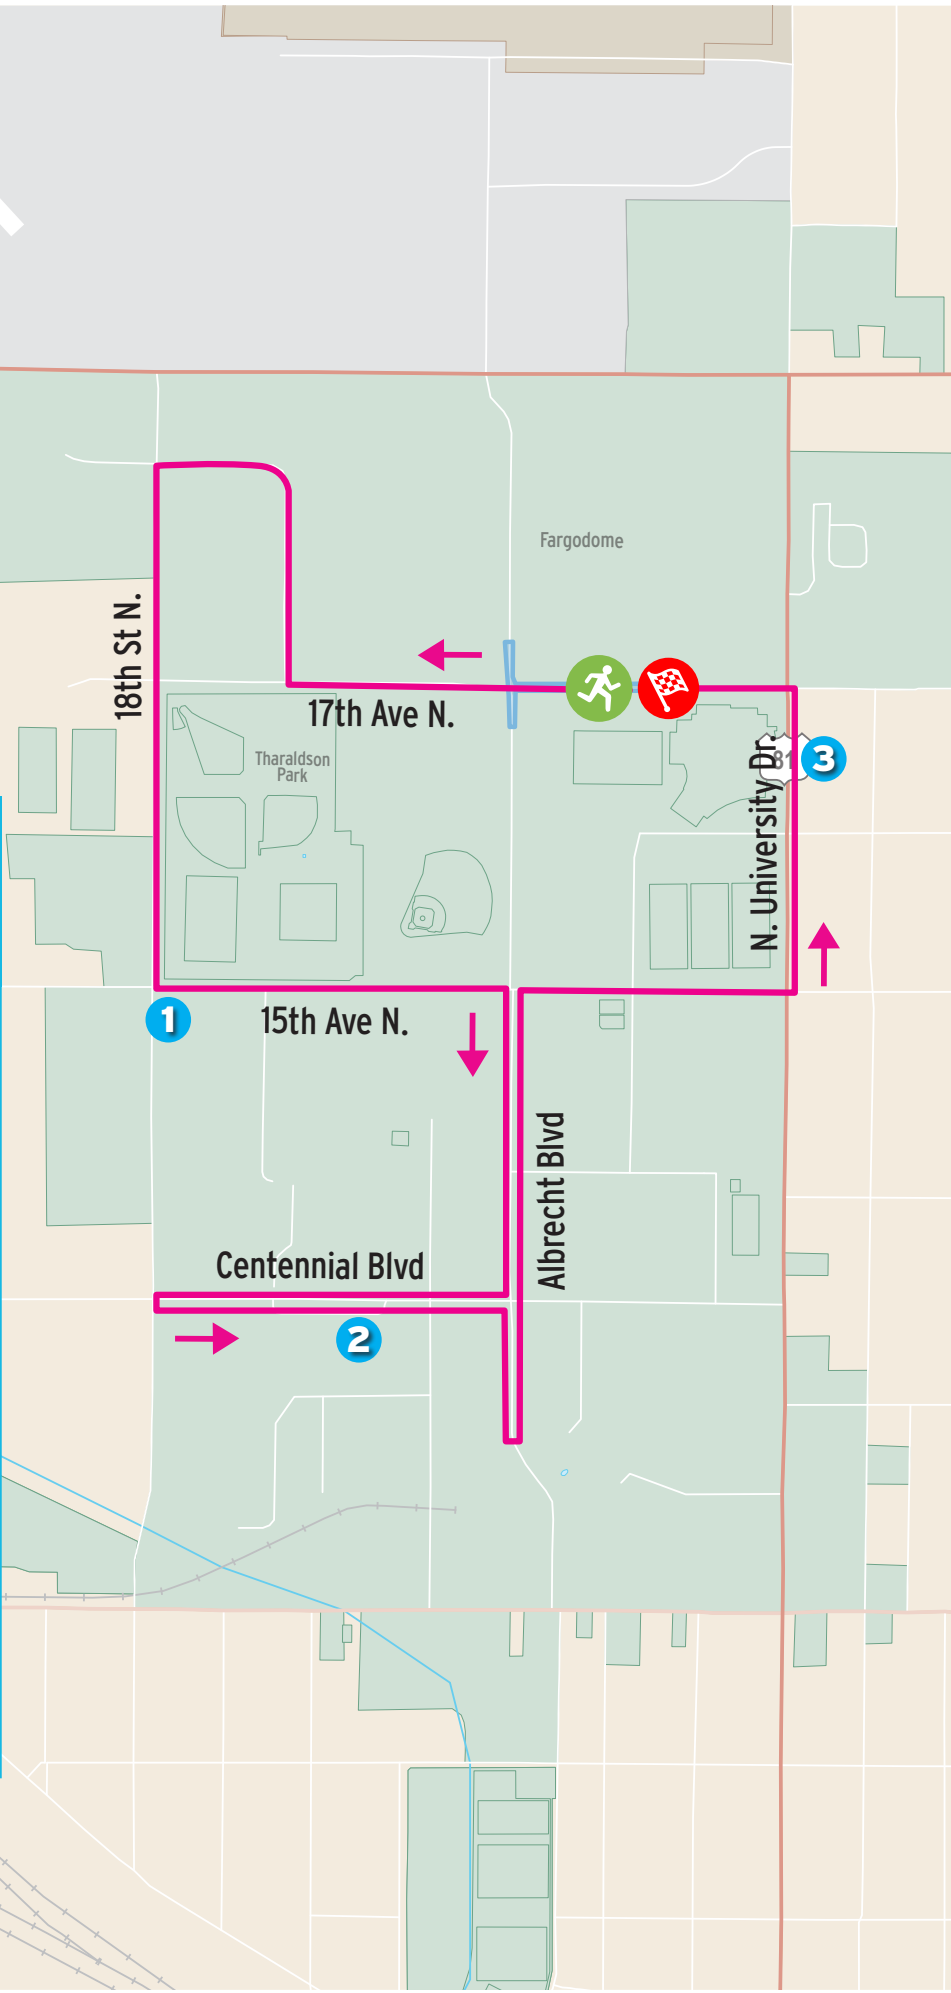 Fargodome
18th St N.
17th Ave N.
Tharaldson
Park
81
3
N. University Dr.
1
15th Ave N.
Albrecht Blvd
Centennial Blvd
2